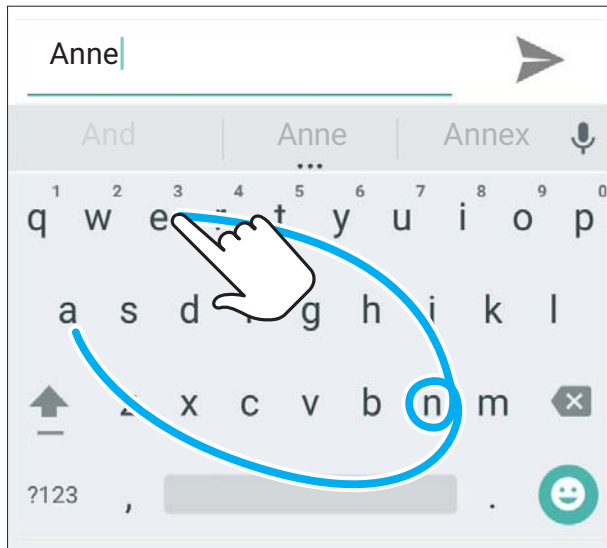 Anne
And Anne Annex
...
1 2 3 4 5 6 7 8 9 0
q w e t y u i o p
a s d g h j k l
z x c v b n m
?123 , .